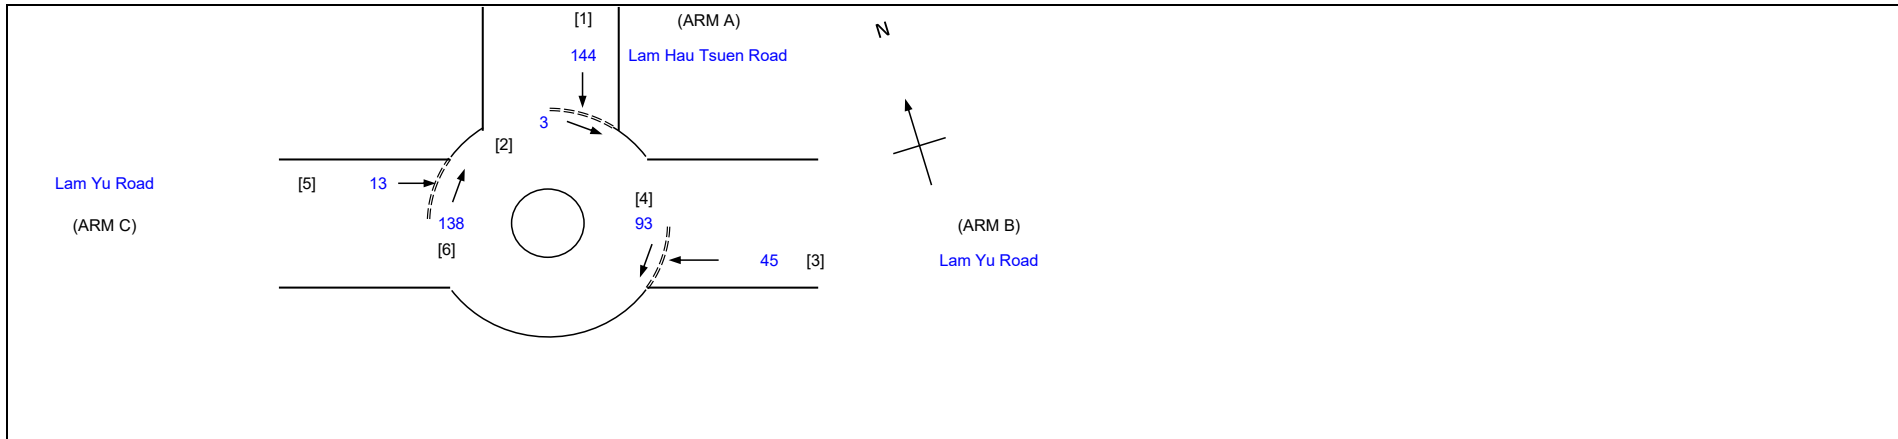 [1] (ARM A)
N
144 Lam Hau Tsuen Road
3
[2]
Lam Yu Road [5] 13
[4]
(ARM C) 138 93 (ARM B)
[6]
45 [3] Lam Yu Road